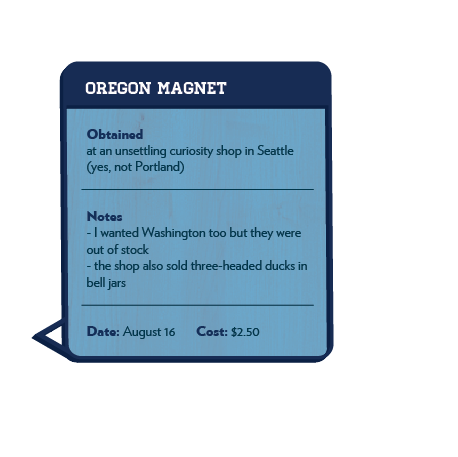 OREGON MAGNET
Obtained
at an unsettling curiosity shop in Seattle
(yes, not Portland)
Notes
- I wanted Washington too but they were
out of stock
- the shop also sold three-headed ducks in
bell jars
Date: August 16 Cost: $2.50